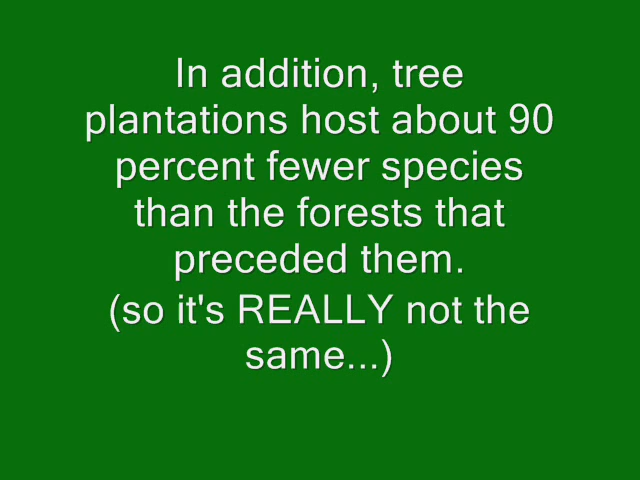 In addition, tree
plantations host about 90
percent fewer species
than the forests that
preceded them.
(so it's REALLY not the
same...)